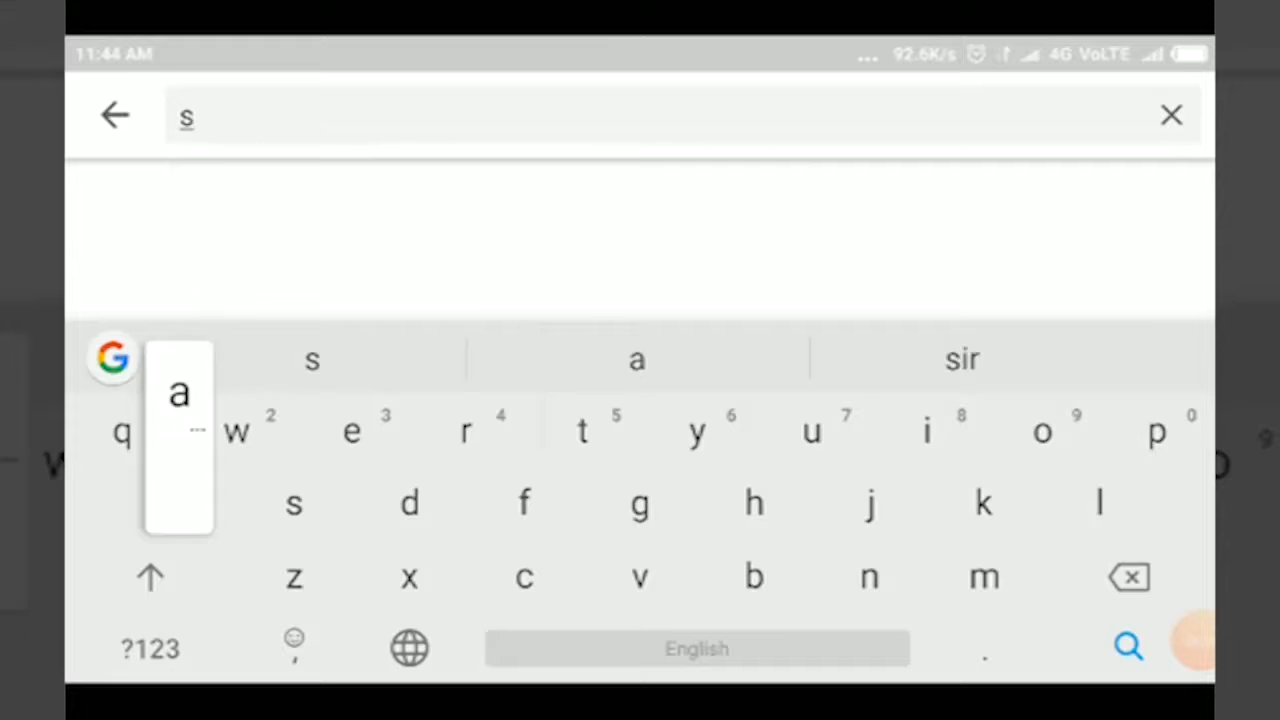 11:44 AM ... 92.6K/s 4G VoLTE
s
s a sir
a
q w 2 e 3 r 4 t 5 y 6 u 7 i 8 o 9 p 0
s d f g h j k l
z x c v b n m
?123 , English .